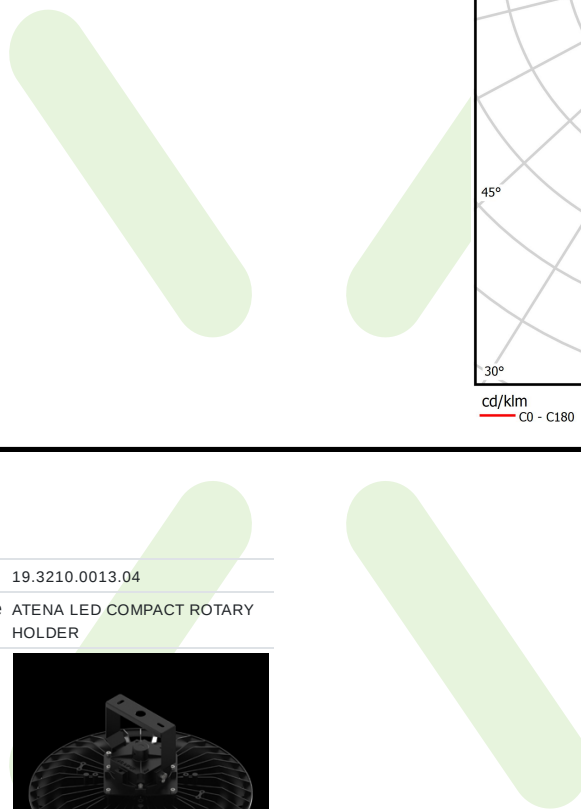 45°
30°
cd/klm
C0 - C180
19.3210.0013.04
ATENA LED COMPACT ROTARY
HOLDER